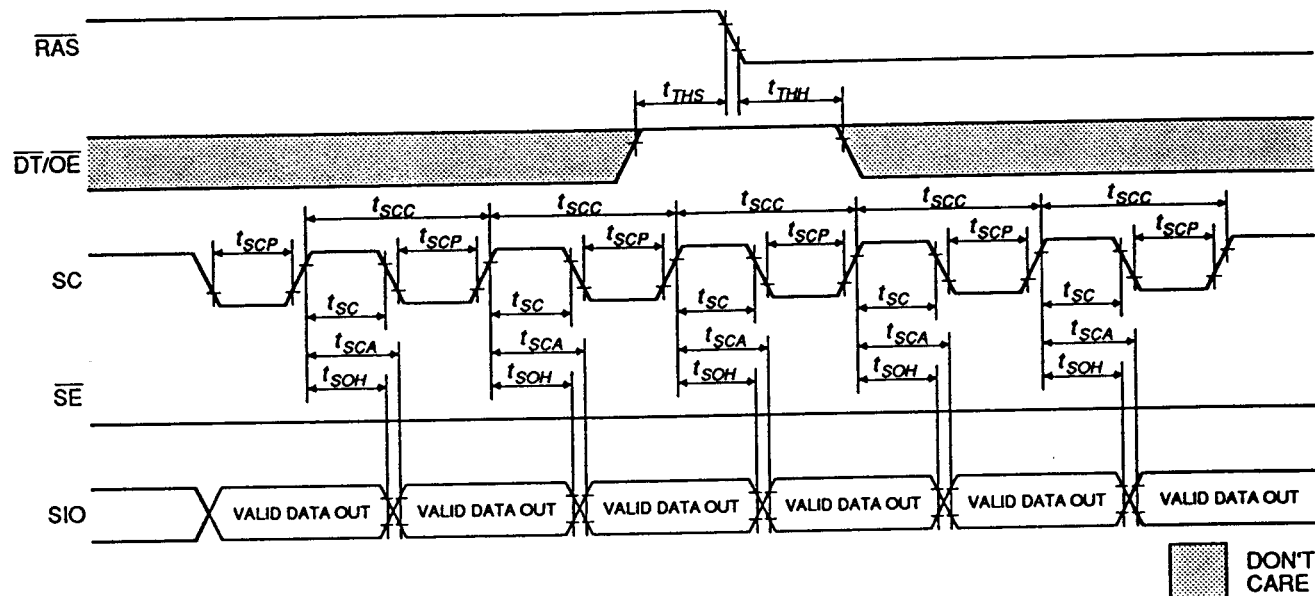 RAS
tTHS tTHH
DT/OE
tSCC tSCC tSCC tSCC tSCC
tSCP tSCP tSCP tSCP tSCP tSCP
SC
tSC tSC tSC tSC tSC
tSCA tSCA tSCA tSCA tSCA
tSOH tSOH tSOH tSOH tSOH
SE
SIO VALID DATA OUT VALID DATA OUT VALID DATA OUT VALID DATA OUT VALID DATA OUT VALID DATA OUT
DON'T
CARE